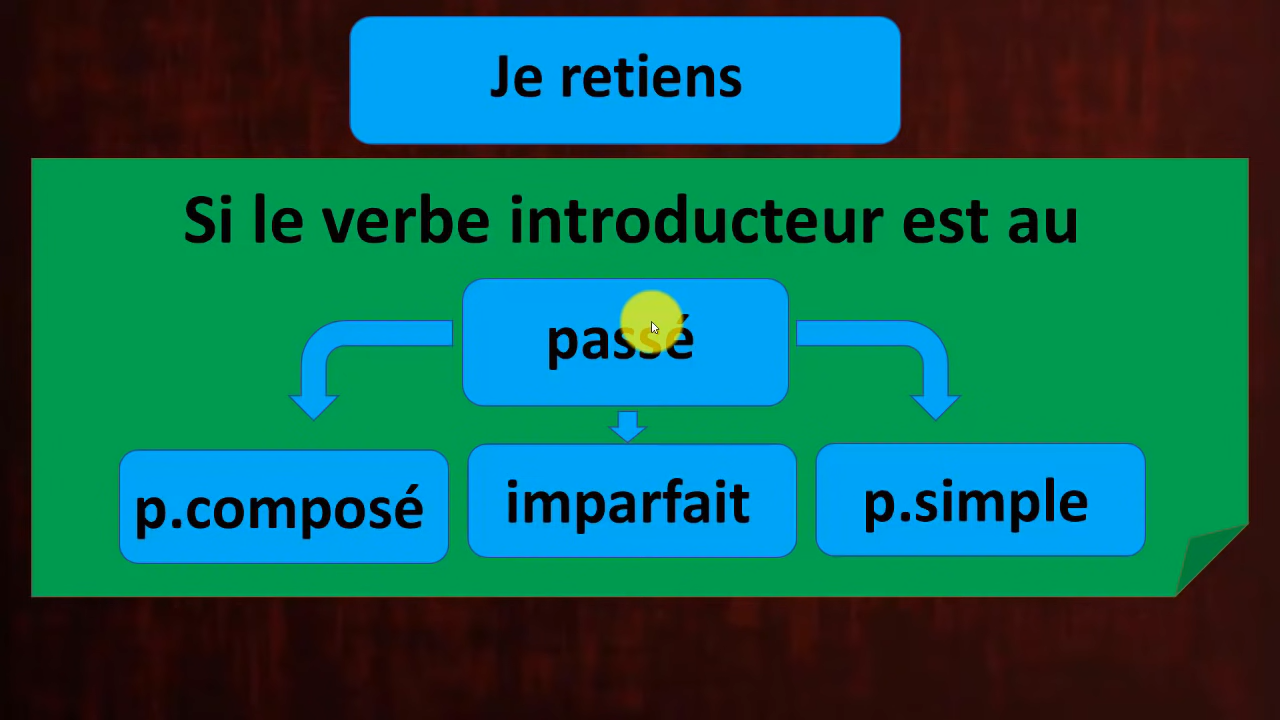 Je retiens
Si le verbe introducteur est au
passé
p.composé
imparfait
p.simple